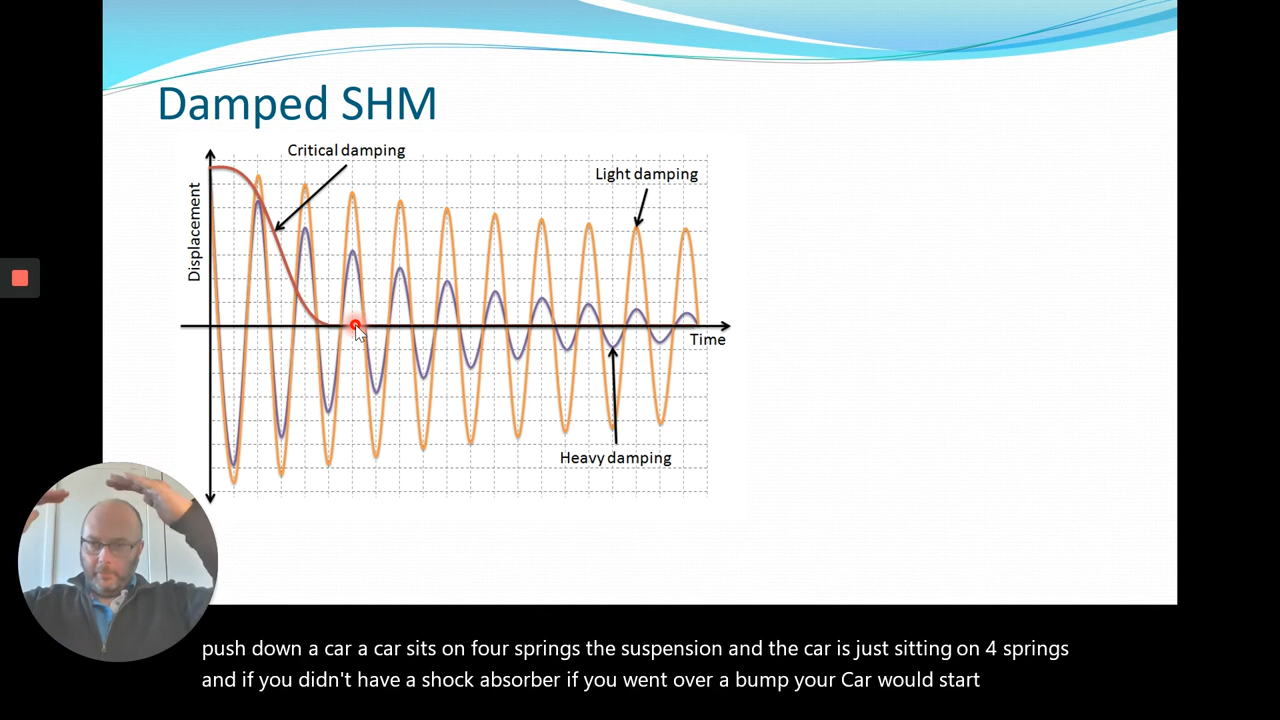 Damped SHM
Critical damping
Light damping
Displacement
Time
Heavy damping
push down a car a car sits on four springs the suspension and the car is just sitting on 4 springs
and if you didn't have a shock absorber if you went over a bump your Car would start